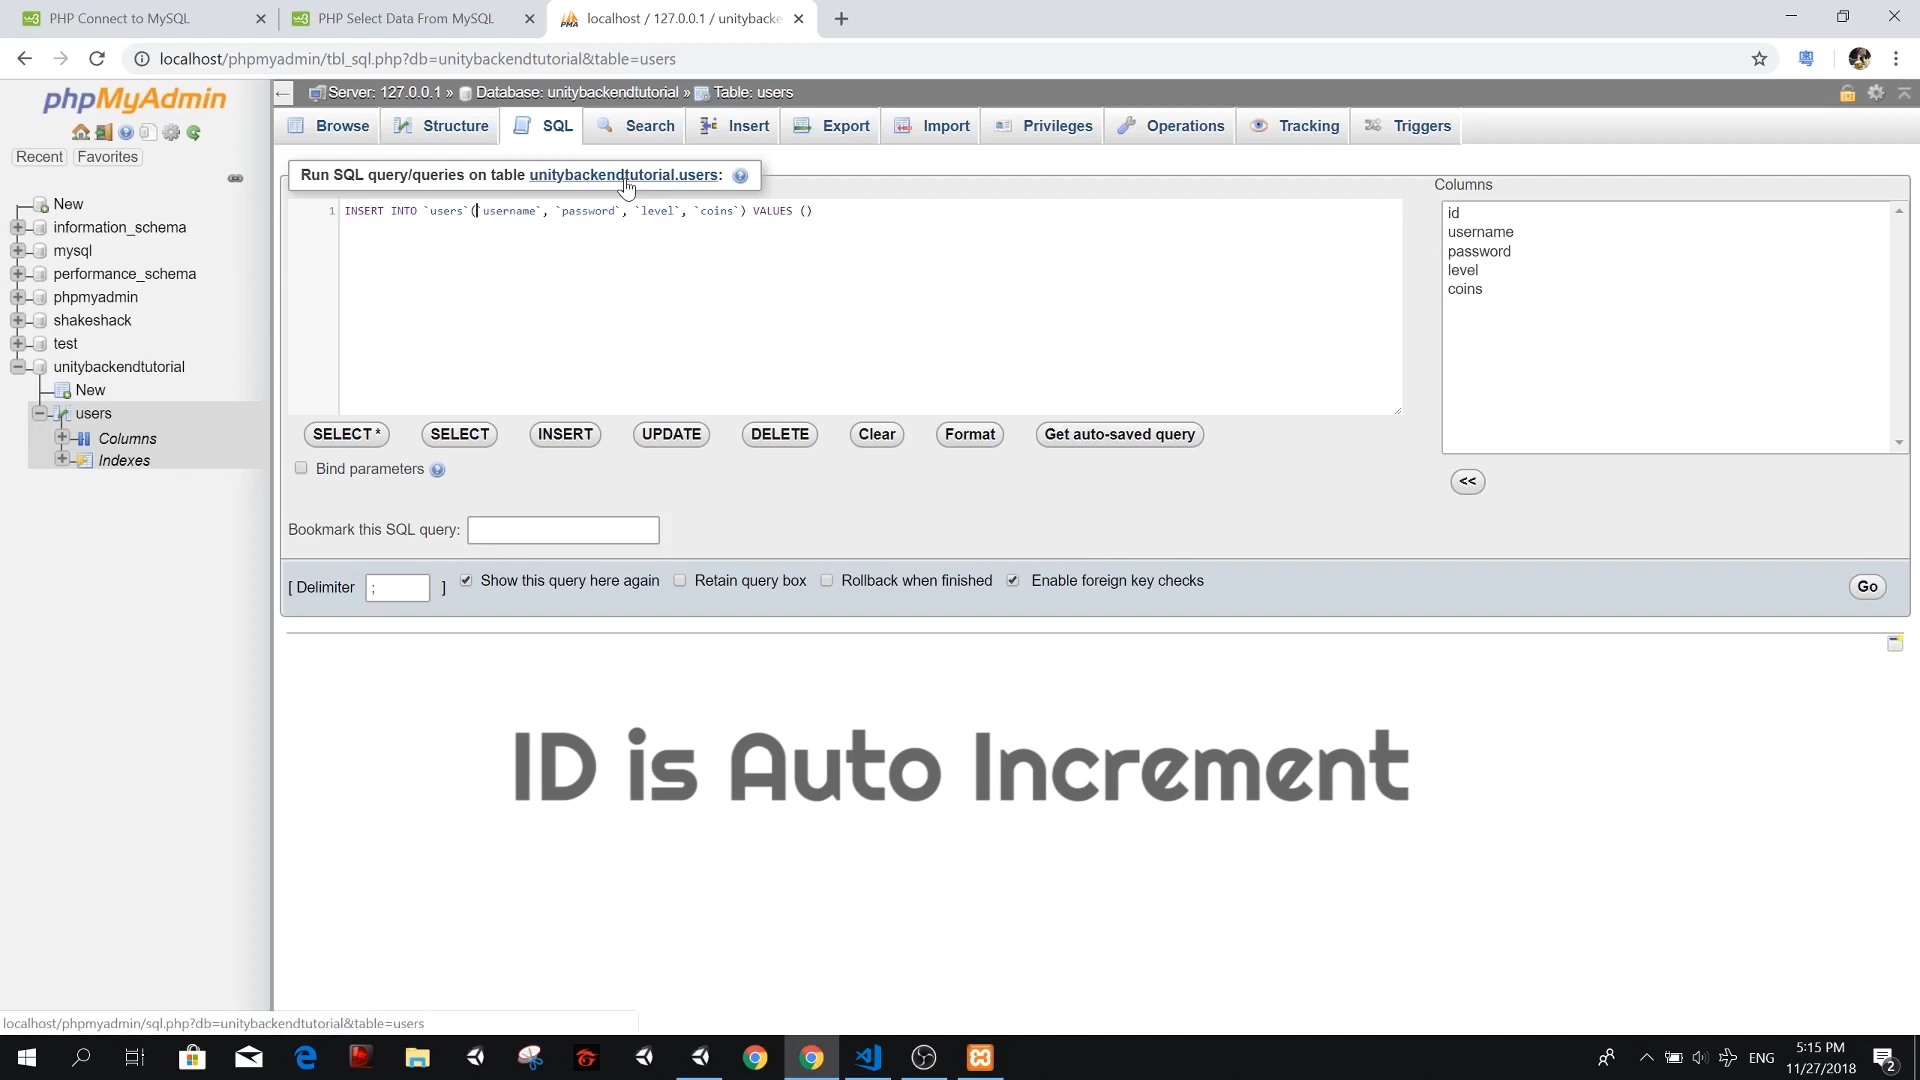 PHP Connect to MySQL
PHP Select Data From MySQL
localhost / 127.0.0.1 / unitybacke
localhost/phpmyadmin/tbl_sql.php?db=unitybackendtutorial&table=users
phpMyAdmin
Recent
Favorites
New
information_schema
mysql
performance_schema
phpmyadmin
shakeshack
test
unitybackendtutorial
New
users
Columns
Indexes
Server: 127.0.0.1 » Database: unitybackendtutorial » Table: users
Browse
Structure
SQL
Search
Insert
Export
Import
Privileges
Operations
Tracking
Triggers
Run SQL query/queries on table unitybackendtutorial.users:
1 INSERT INTO `users`(`username`, `password`, `level`, `coins`) VALUES ()
Columns
id
username
password
level
coins
<<
SELECT *
SELECT
INSERT
UPDATE
DELETE
Clear
Format
Get auto-saved query
Bind parameters
Bookmark this SQL query:
[ Delimiter ; ]
Show this query here again
Retain query box
Rollback when finished
Enable foreign key checks
Go
ID is Auto Increment
localhost/phpmyadmin/sql.php?db=unitybackendtutorial&table=users
ENG
5:15 PM
11/27/2018
2